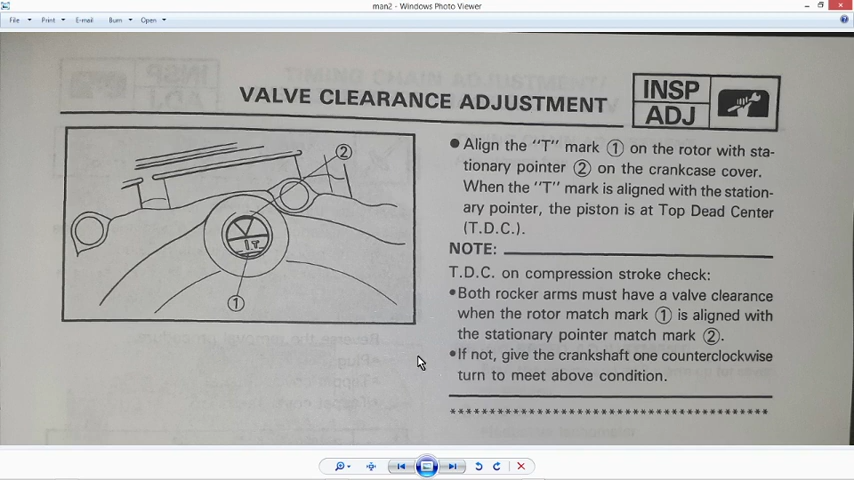 man2 - Windows Photo Viewer
File Print E-mail Burn Open
VALVE CLEARANCE ADJUSTMENT
INSP
ADJ
②
I T
①
● Align the "T" mark ① on the rotor with sta-
tionary pointer ② on the crankcase cover.
When the "T" mark is aligned with the station-
ary pointer, the piston is at Top Dead Center
(T.D.C.).
NOTE:
T.D.C. on compression stroke check:
•Both rocker arms must have a valve clearance
when the rotor match mark ① is aligned with
the stationary pointer match mark ②.
•If not, give the crankshaft one counterclockwise
turn to meet above condition.
********************************************